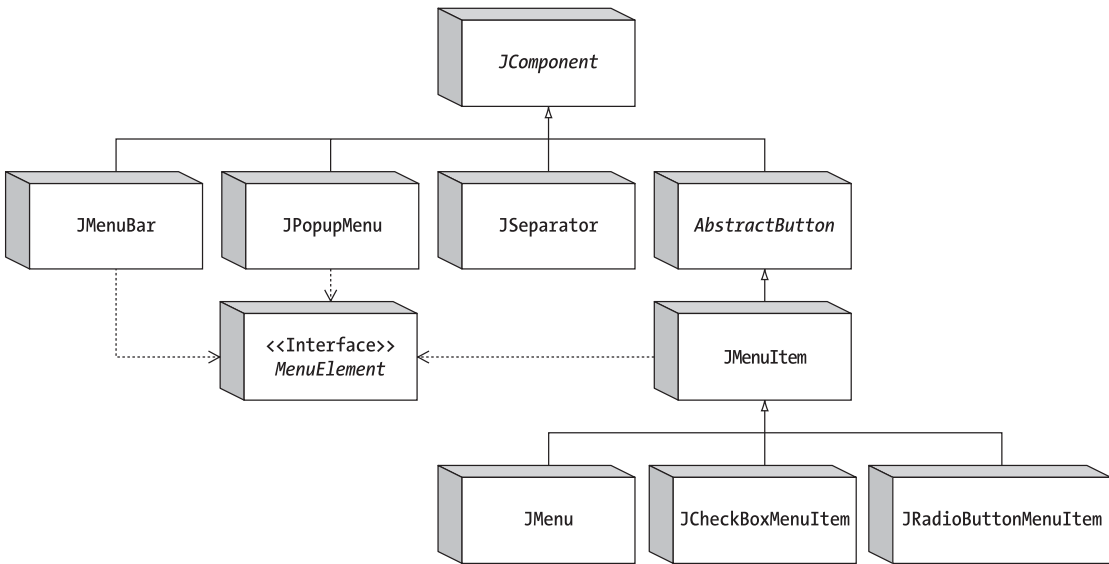 JComponent
JMenuBar
JPopupMenu
JSeparator
AbstractButton
<<Interface>>
MenuElement
JMenuItem
JMenu
JCheckBoxMenuItem
JRadioButtonMenuItem